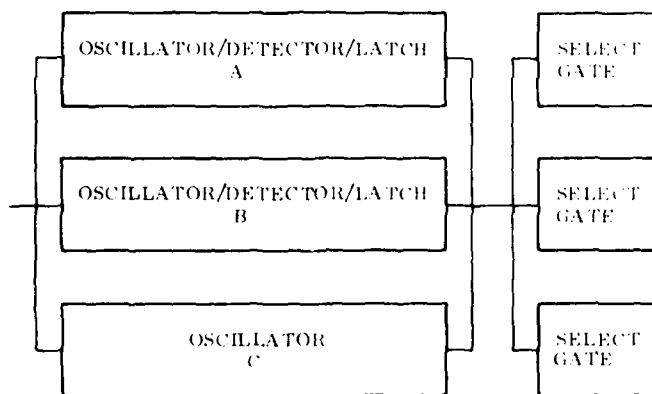 OSCILLATOR/DETECTOR/LATCH
A
SELECT
GATE
OSCILLATOR/DETECTOR/LATCH
B
SELECT
GATE
OSCILLATOR
C
SELECT
GATE